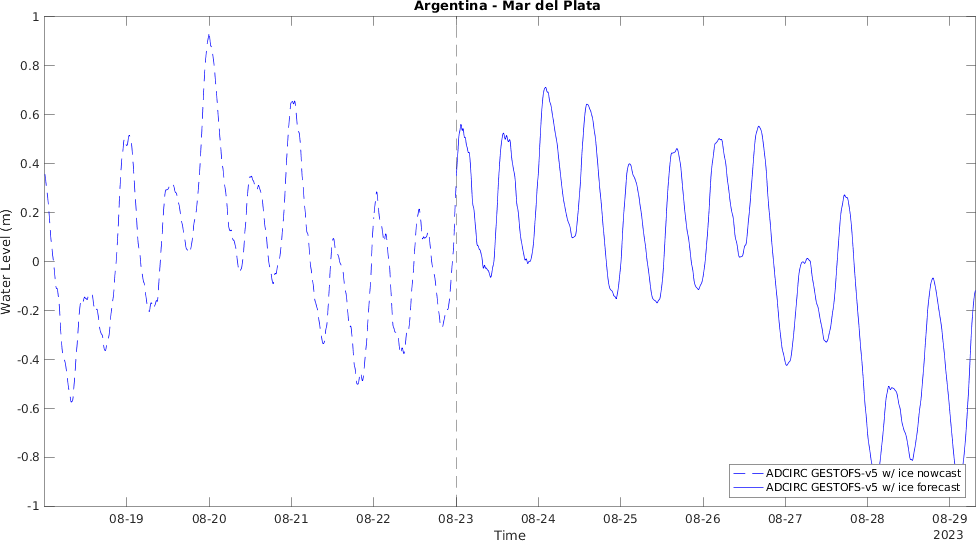 Argentina - Mar del Plata
Water Level (m)
1
0.8
0.6
0.4
0.2
0
-0.2
-0.4
-0.6
-0.8
-1
ADCIRC GESTOFS-v5 w/ ice nowcast
ADCIRC GESTOFS-v5 w/ ice forecast
08-19 08-20 08-21 08-22 08-23 08-24 08-25 08-26 08-27 08-28 08-29
Time
2023